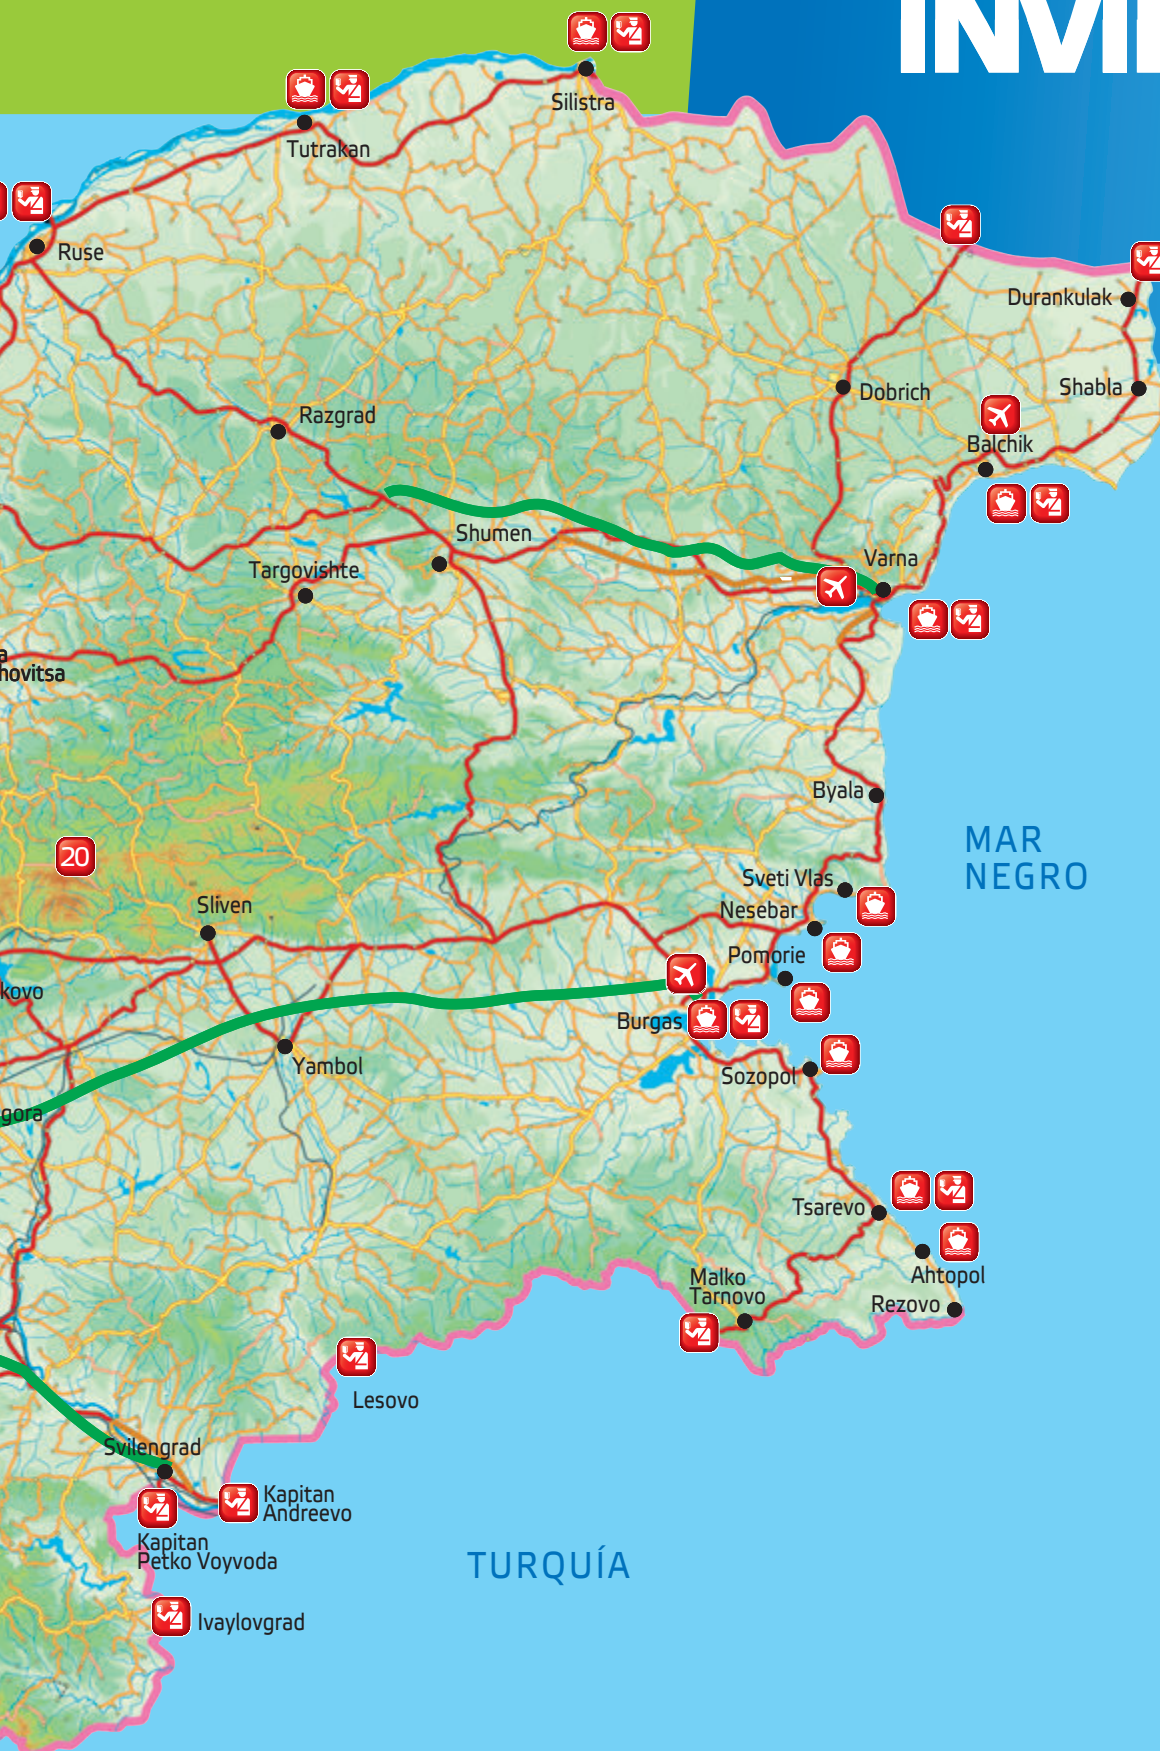 INVI
Silistra
Tutrakan
Ruse
Durankulak
Shabla
Dobrich
Razgrad
Balchik
Shumen
Varna
Targovishte
a
hovitsa
Byala
MAR
NEGRO
20
Sveti Vlas
Sliven
Nesebar
Pomorie
kovo
Burgas
Yambol
Sozopol
gora
Tsarevo
Ahtopol
Malko
Tarnovo
Rezovo
Lesovo
Svilengrad
Kapitan
Andreevo
Kapitan
Petko Voyvoda
TURQUÍA
Ivaylovgrad